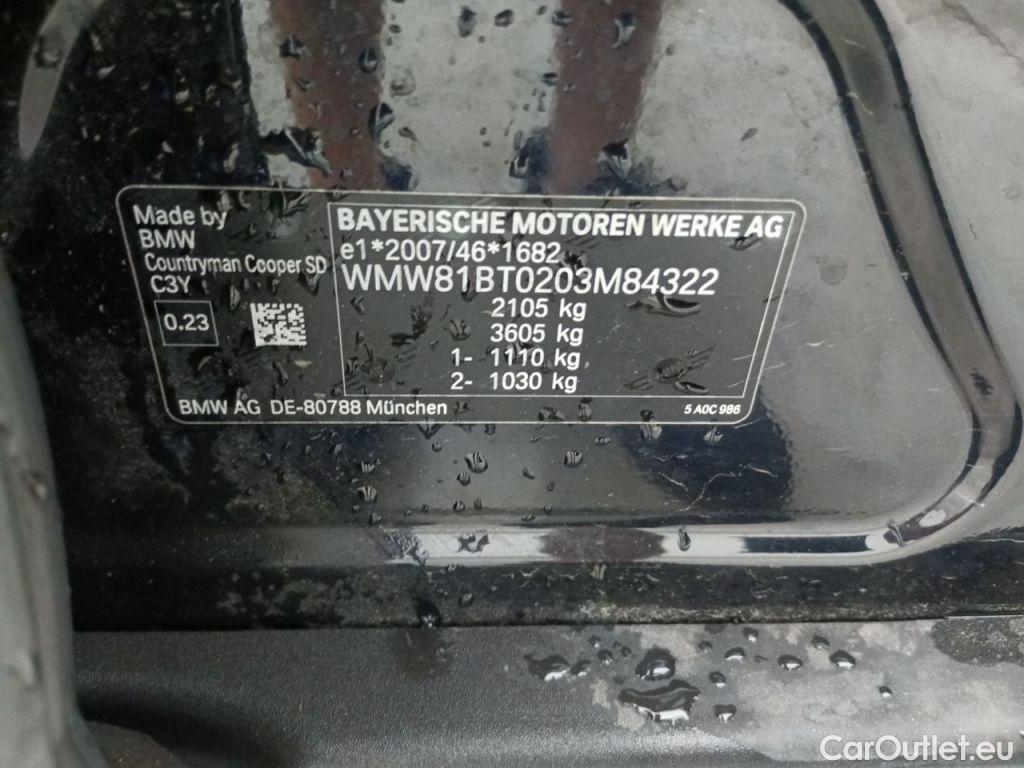 Made by
BMW
Countryman Cooper SD
C3Y
0.23
BAYERISCHE MOTOREN WERKE AG
e1*2007/46*1682
WMW81BT0203M84322
2105 kg
3605 kg
1- 1110 kg
2- 1030 kg
BMW AG DE-80788 München
5 A0C 986
CarOutlet.eu